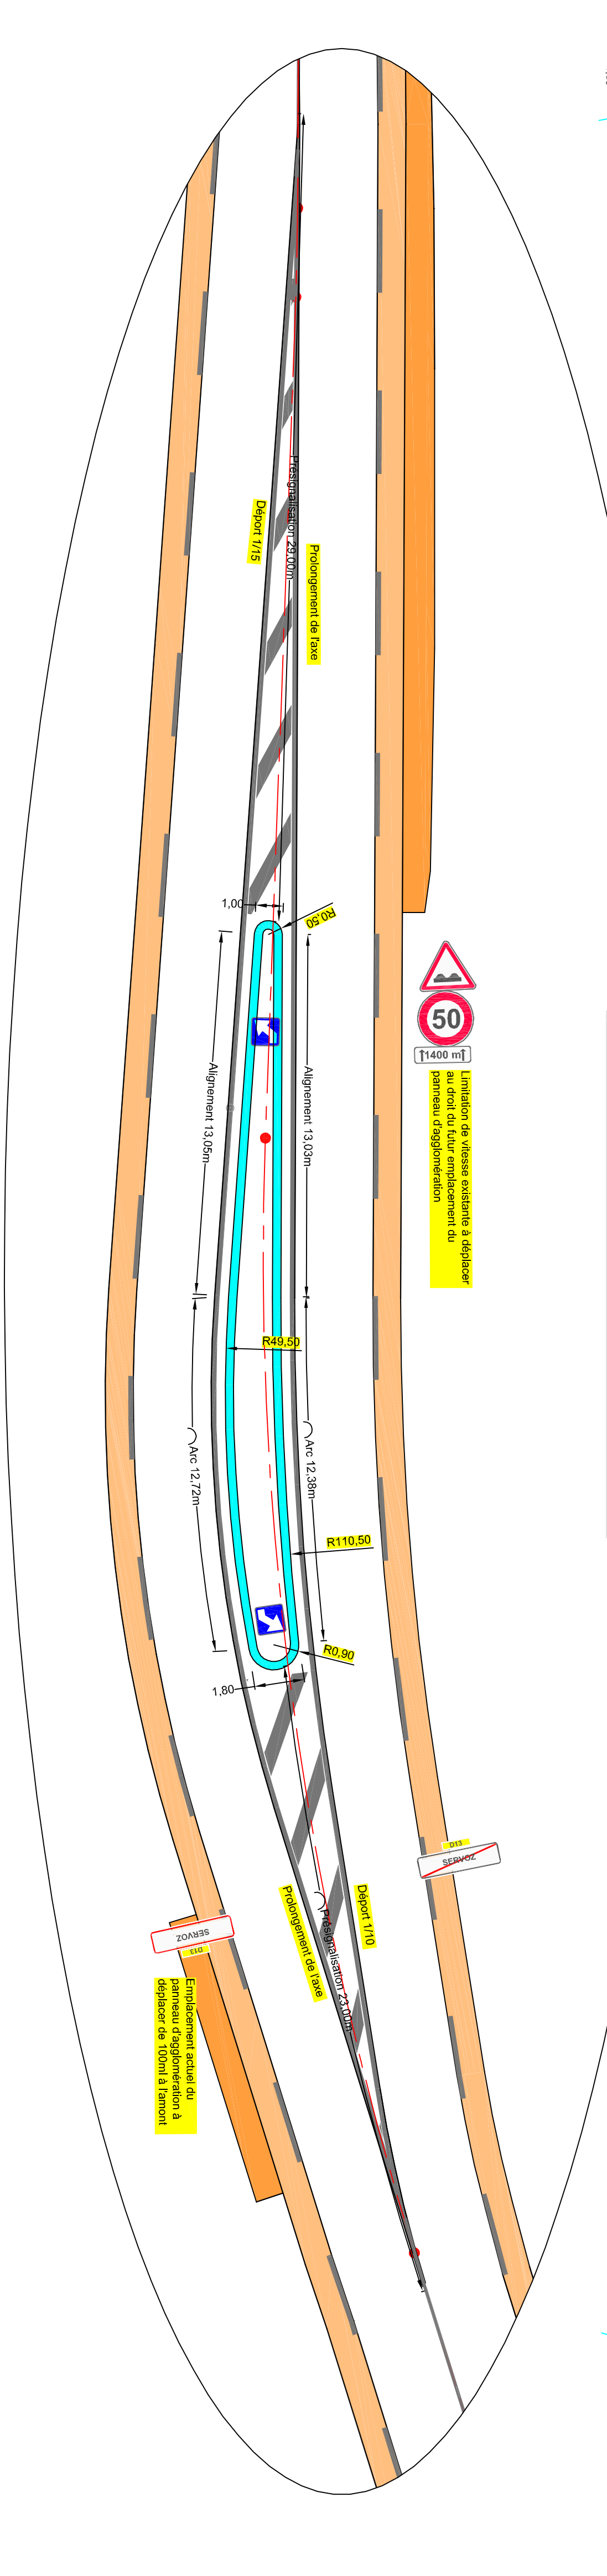 Présignalisation 29,00m
Déport 1/15
Prolongement de l'axe
1,00
R0,50
50
1400 m
Alignement 13,05m
Alignement 13,03m
Limitation de vitesse existante à déplacer
au droit du futur emplacement du
panneau d'agglomération
R49,50
Arc 12,72m
Arc 12,38m
R110,50
R0,90
1,80
D13
SERVOZ
Déport 1/10
Prolongement de l'axe
Présignalisation 23,00m
SERVOZ
D13
Emplacement actuel du
panneau d'agglomération à
déplacer de 100ml à l'amont